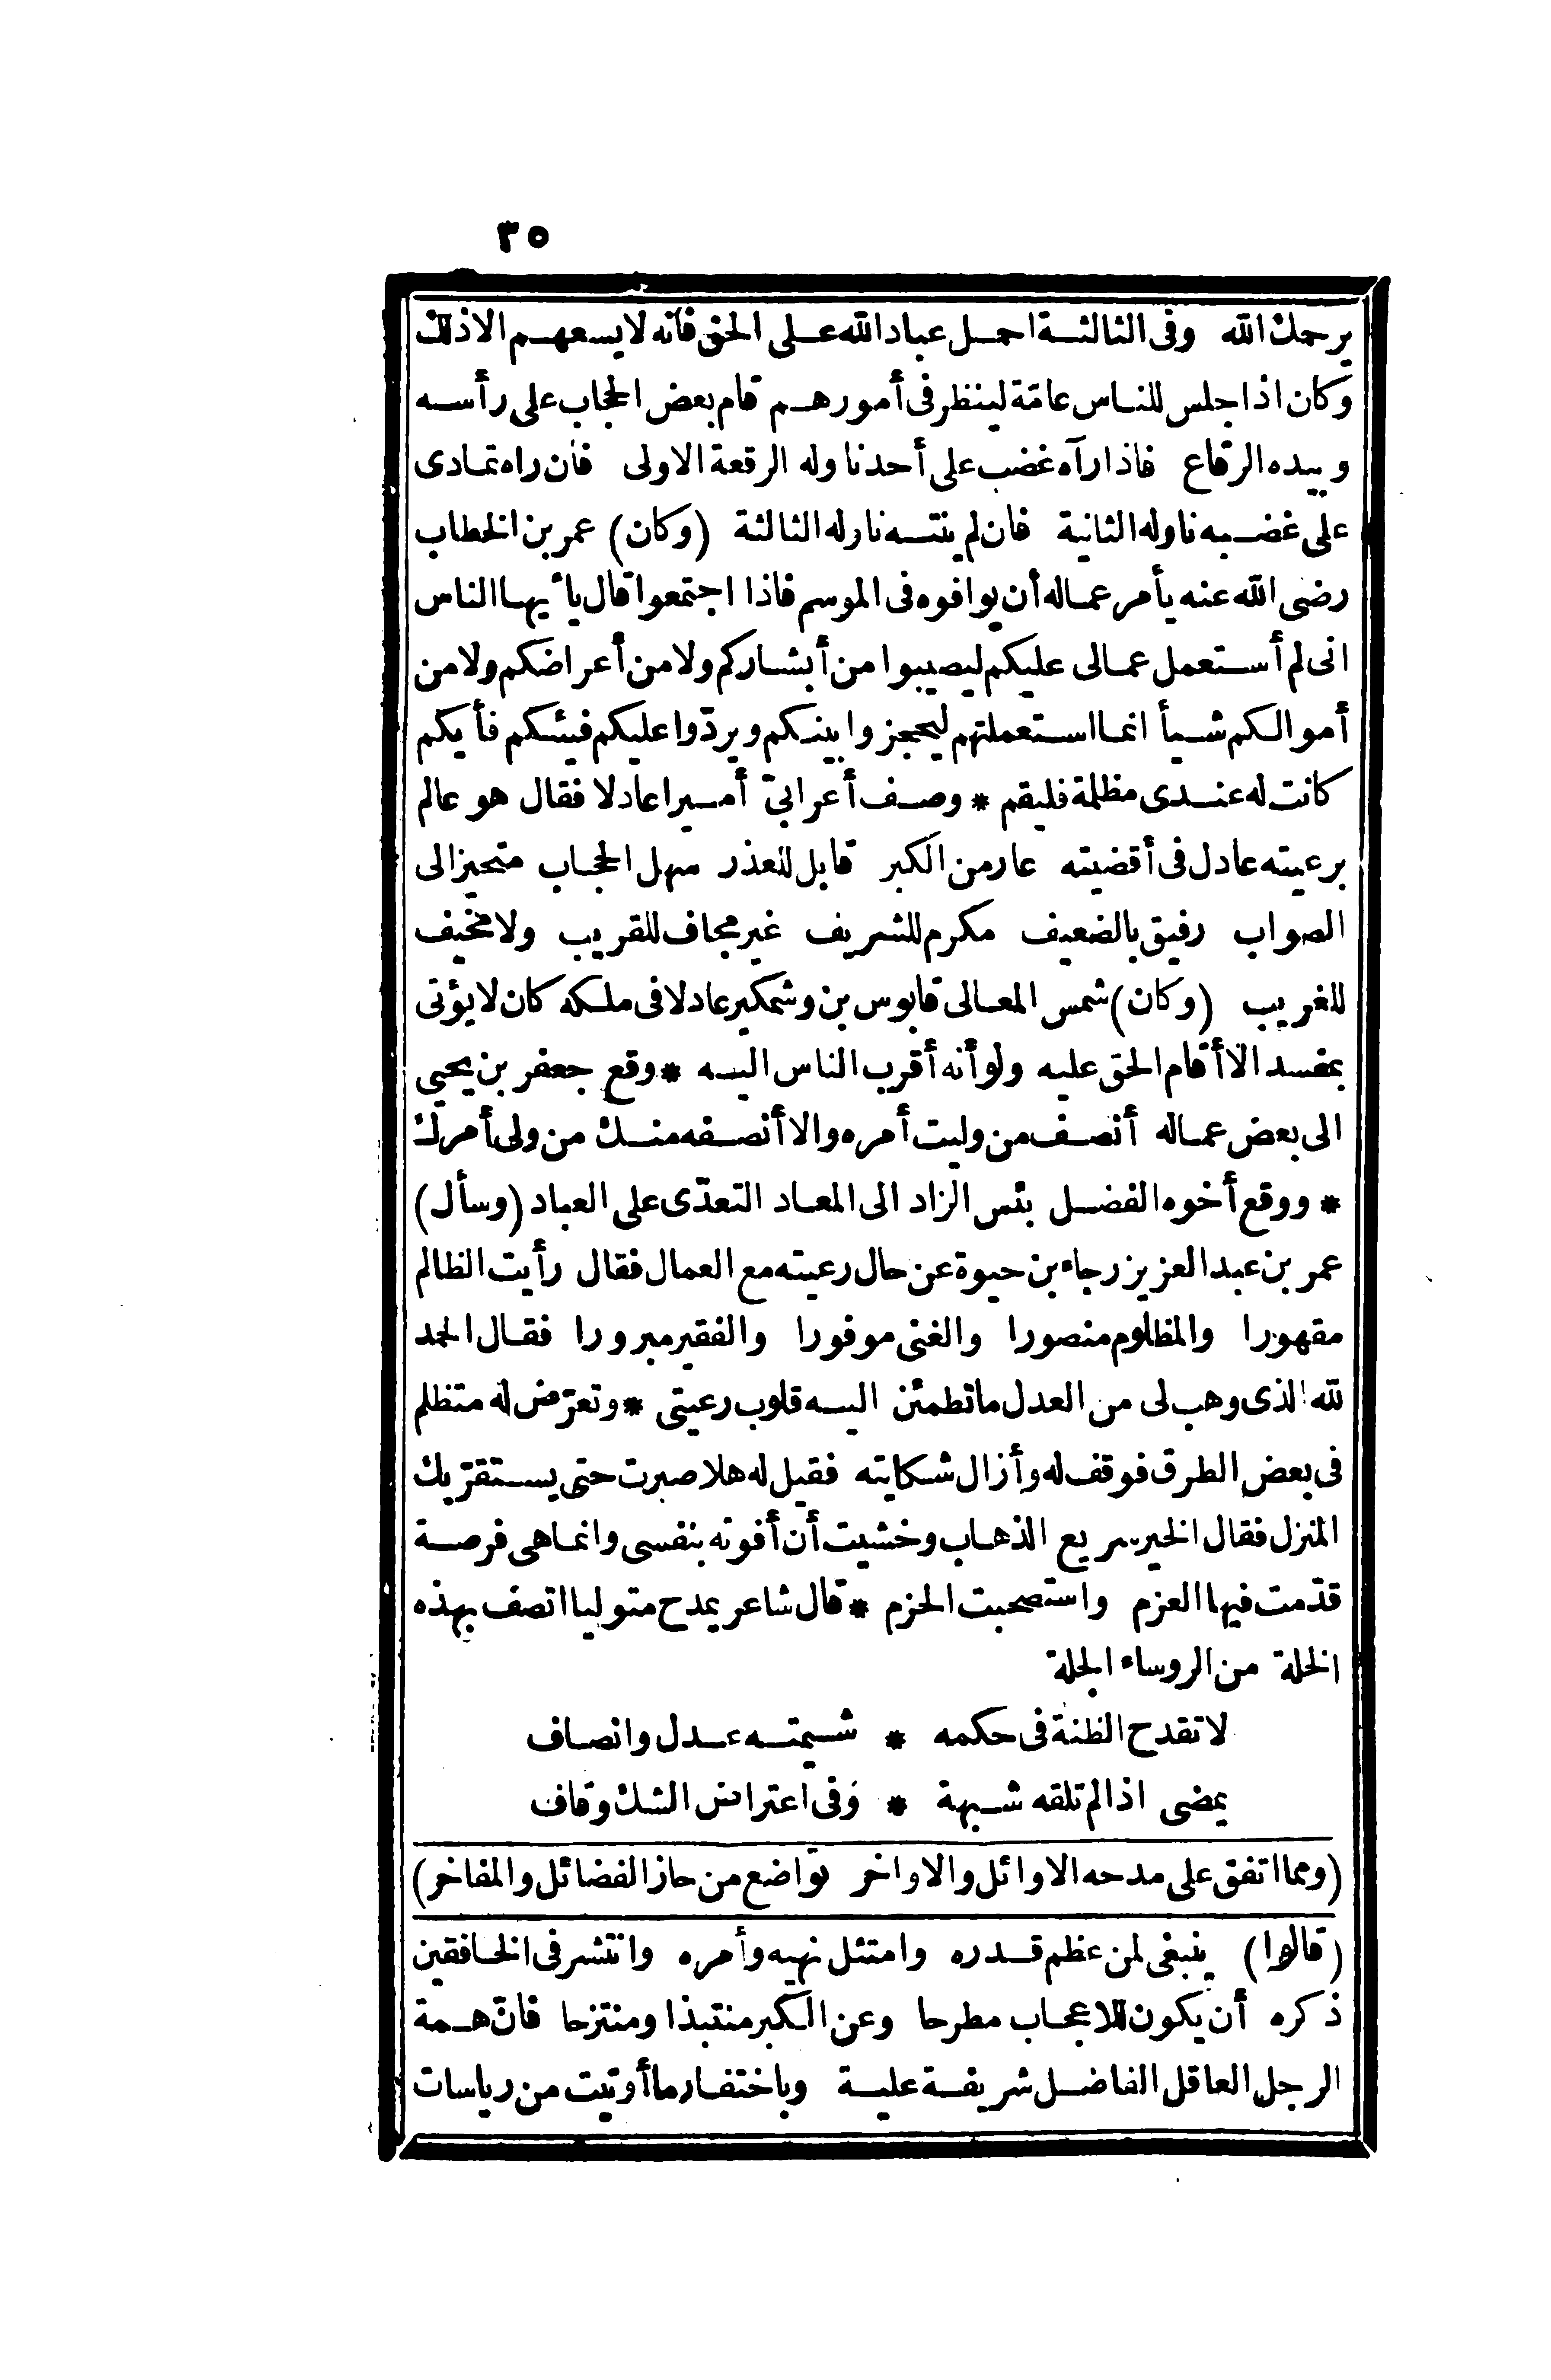 ٣٥
يرحمك الله وفى الثالثة احمل عباد الله على الحق فانه لا يسعهم الا ذلك
وكان اذا جلس للناس عامّة لينظر فى أمورهم قام بعض الحجاب على رأسه
وبيده الرقاع فاذا رآه غضب على أحد ناوله الرقعة الاولى فان راه تمادى
على غضبه ناوله الثانية فان لم ينته ناوله الثالثة (وكان) عمر بن الخطاب
رضى الله عنه يأمر عماله أن يوافوه فى الموسم فاذا اجتمعوا قال يا أيها الناس
انى لم أستعمل عمالى عليكم ليصيبوا من أبشاركم ولا من أعراضكم ولا من
أموالكم شيأ انما استعملتهم ليحجزوا بينكم ويردّوا عليكم فيئكم فأيكم
كانت له عندى مظلمة فليقم * وصف أعرابىّ أميرا عادلا فقال هو عالم
برعيته عادل فى أقضيته عار من الكبر قابل للعذر سهل الحجاب متحيز الى
الصواب رفيق بالضعيف مكرم للشريف غير مجاف للقريب ولا مخيف
للغريب (وكان) شمس المعالى قابوس بن وشمكير عادلا فى ملكه كان لا يؤتى
بمفسد الا أقام الحق عليه ولو أنه أقرب الناس اليه * وقع جعفر بن يحيى
الى بعض عماله أنصف من وليت أمره والا أنصفه منك من ولى أمرك
* ووقع أخوه الفضل بئس الزاد الى المعاد التعدّى على العباد (وسأل)
عمر بن عبد العزيز رجاء بن حيوة عن حال رعيته مع العمال فقال رأيت الظالم
مقهورا والمظلوم منصورا والغنى موفورا والفقير مبرورا فقال الحمد
لله الذى وهب لى من العدل ما تطمئن اليه قلوب رعيتى * وتعرّض له متظلم
فى بعض الطرق فوقف له وأزال شكايته فقيل له هلا صبرت حتى يستقرّ بك
المنزل فقال الخير سريع الذهاب وخشيت أن أفوته بنفسى وانما هى فرصة
قدّمت فيها العزم واستصحبت الحزم * قال شاعر يمدح متوليا اتصف بهذه
الخلة من الروساء الجلة
لا تقدح الظنة فى حكمه * شيمته عدل وانصاف
يمضى اذا لم تلقه شبهة * وفى اعتراض الشك وقاف
(ومما اتفق على مدحه الاوائل والاواخر تواضع من حاز الفضائل والمفاخر)
(قالوا) ينبغى لمن عظم قدره وامتثل نهيه وأمره وانتشر فى الخافقين
ذكره أن يكون للاعجاب مطرحا وعن الكبر منتبذا ومنتزحا فانّ همة
الرجل العاقل الفاضل شريفة علية وباختفار ما أوتيت من رياسات